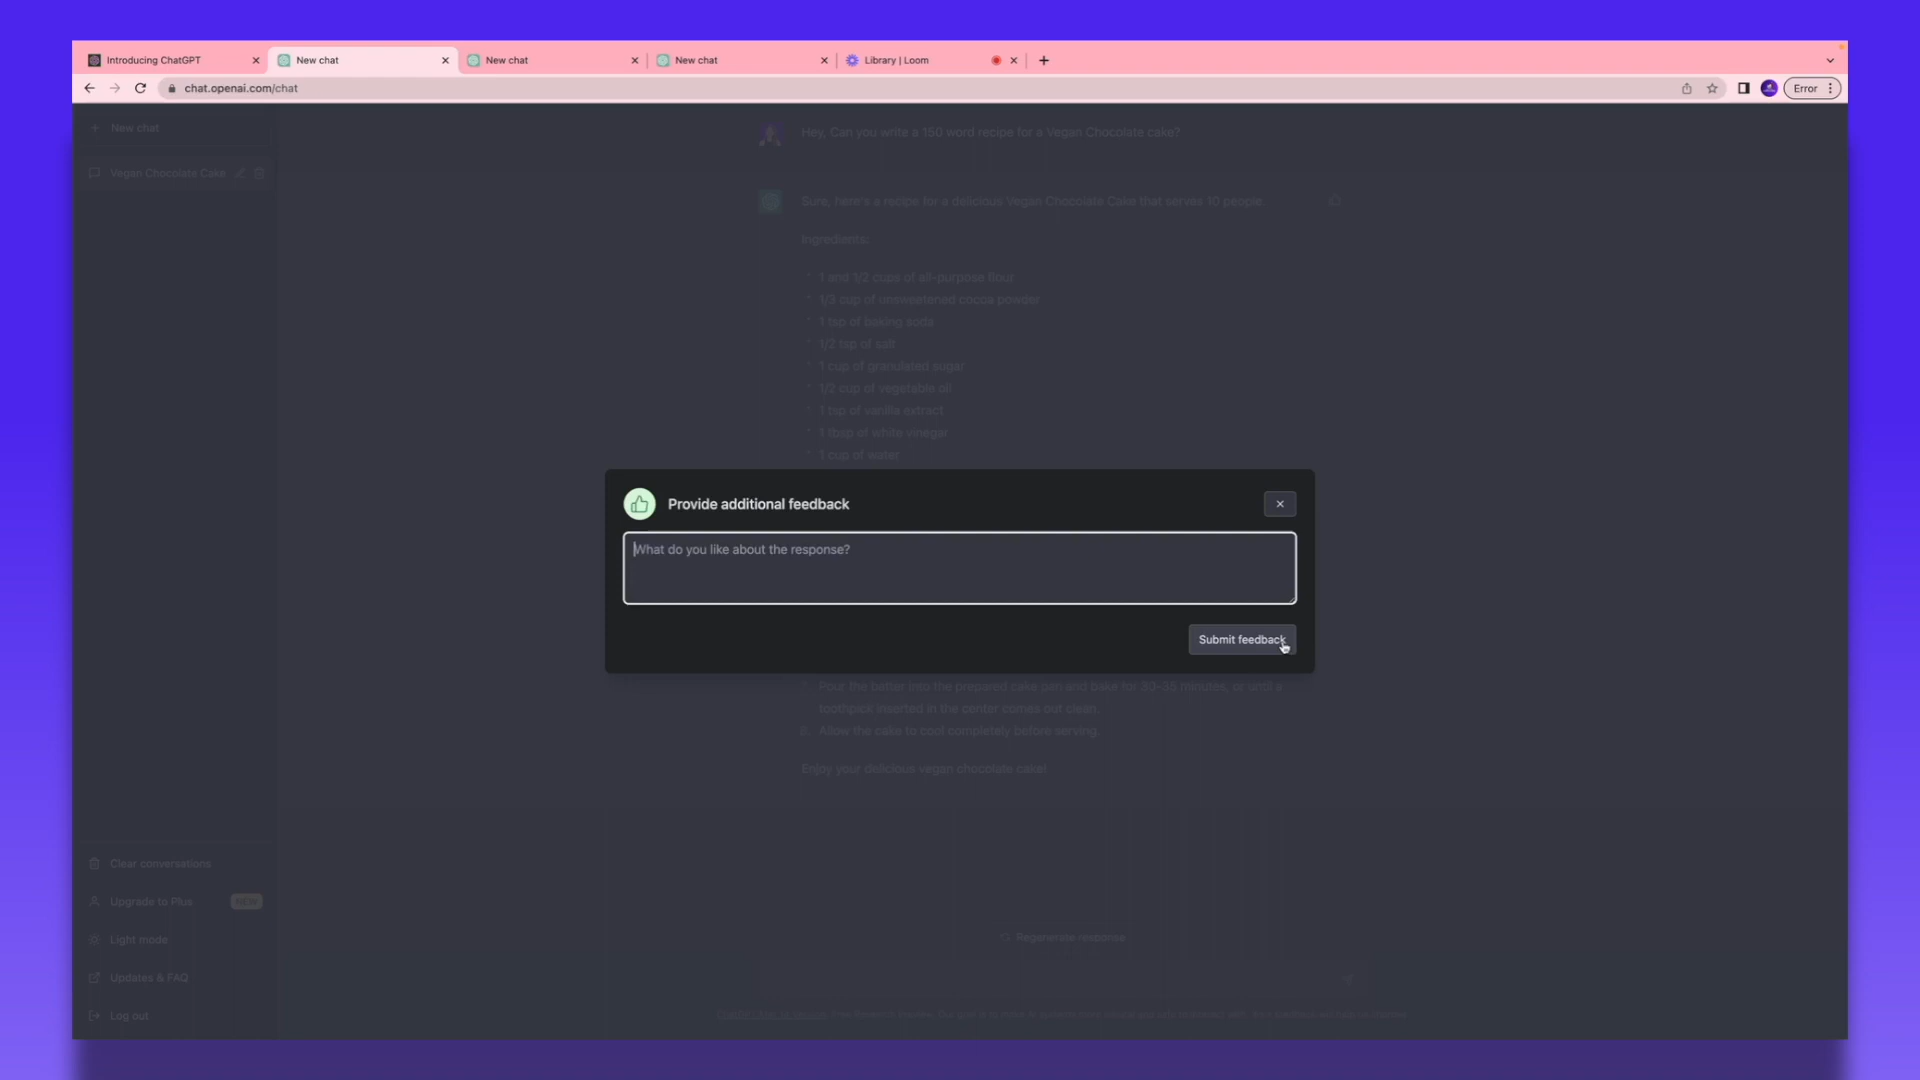 Introducing ChatGPT
New chat
New chat
New chat
Library | Loom
chat.openai.com/chat
Error
New chat
Vegan Chocolate Cake
Hey, Can you write a 150 word recipe for a Vegan Chocolate cake?
Sure, here's a recipe for a delicious Vegan Chocolate Cake that serves 10 people
Ingredients:
1 and 1/2 cups of all-purpose flour
1/3 cup of unsweetened cocoa powder
1 tsp of baking soda
1/2 tsp of salt
1 cup of granulated sugar
1/2 cup of vegetable oil
1 tsp of vanilla extract
1 tbsp of white vinegar
1 cup of water
Provide additional feedback
What do you like about the response?
Submit feedback
Pour the batter into the prepared cake pan and bake for 30-35 minutes, or until a
toothpick inserted in the center comes out clean.
Allow the cake to cool completely before serving.
Enjoy your delicious vegan chocolate cake!
Clear conversations
Upgrade to Plus
NEW
Light mode
Updates & FAQ
Log out
Regenerate response